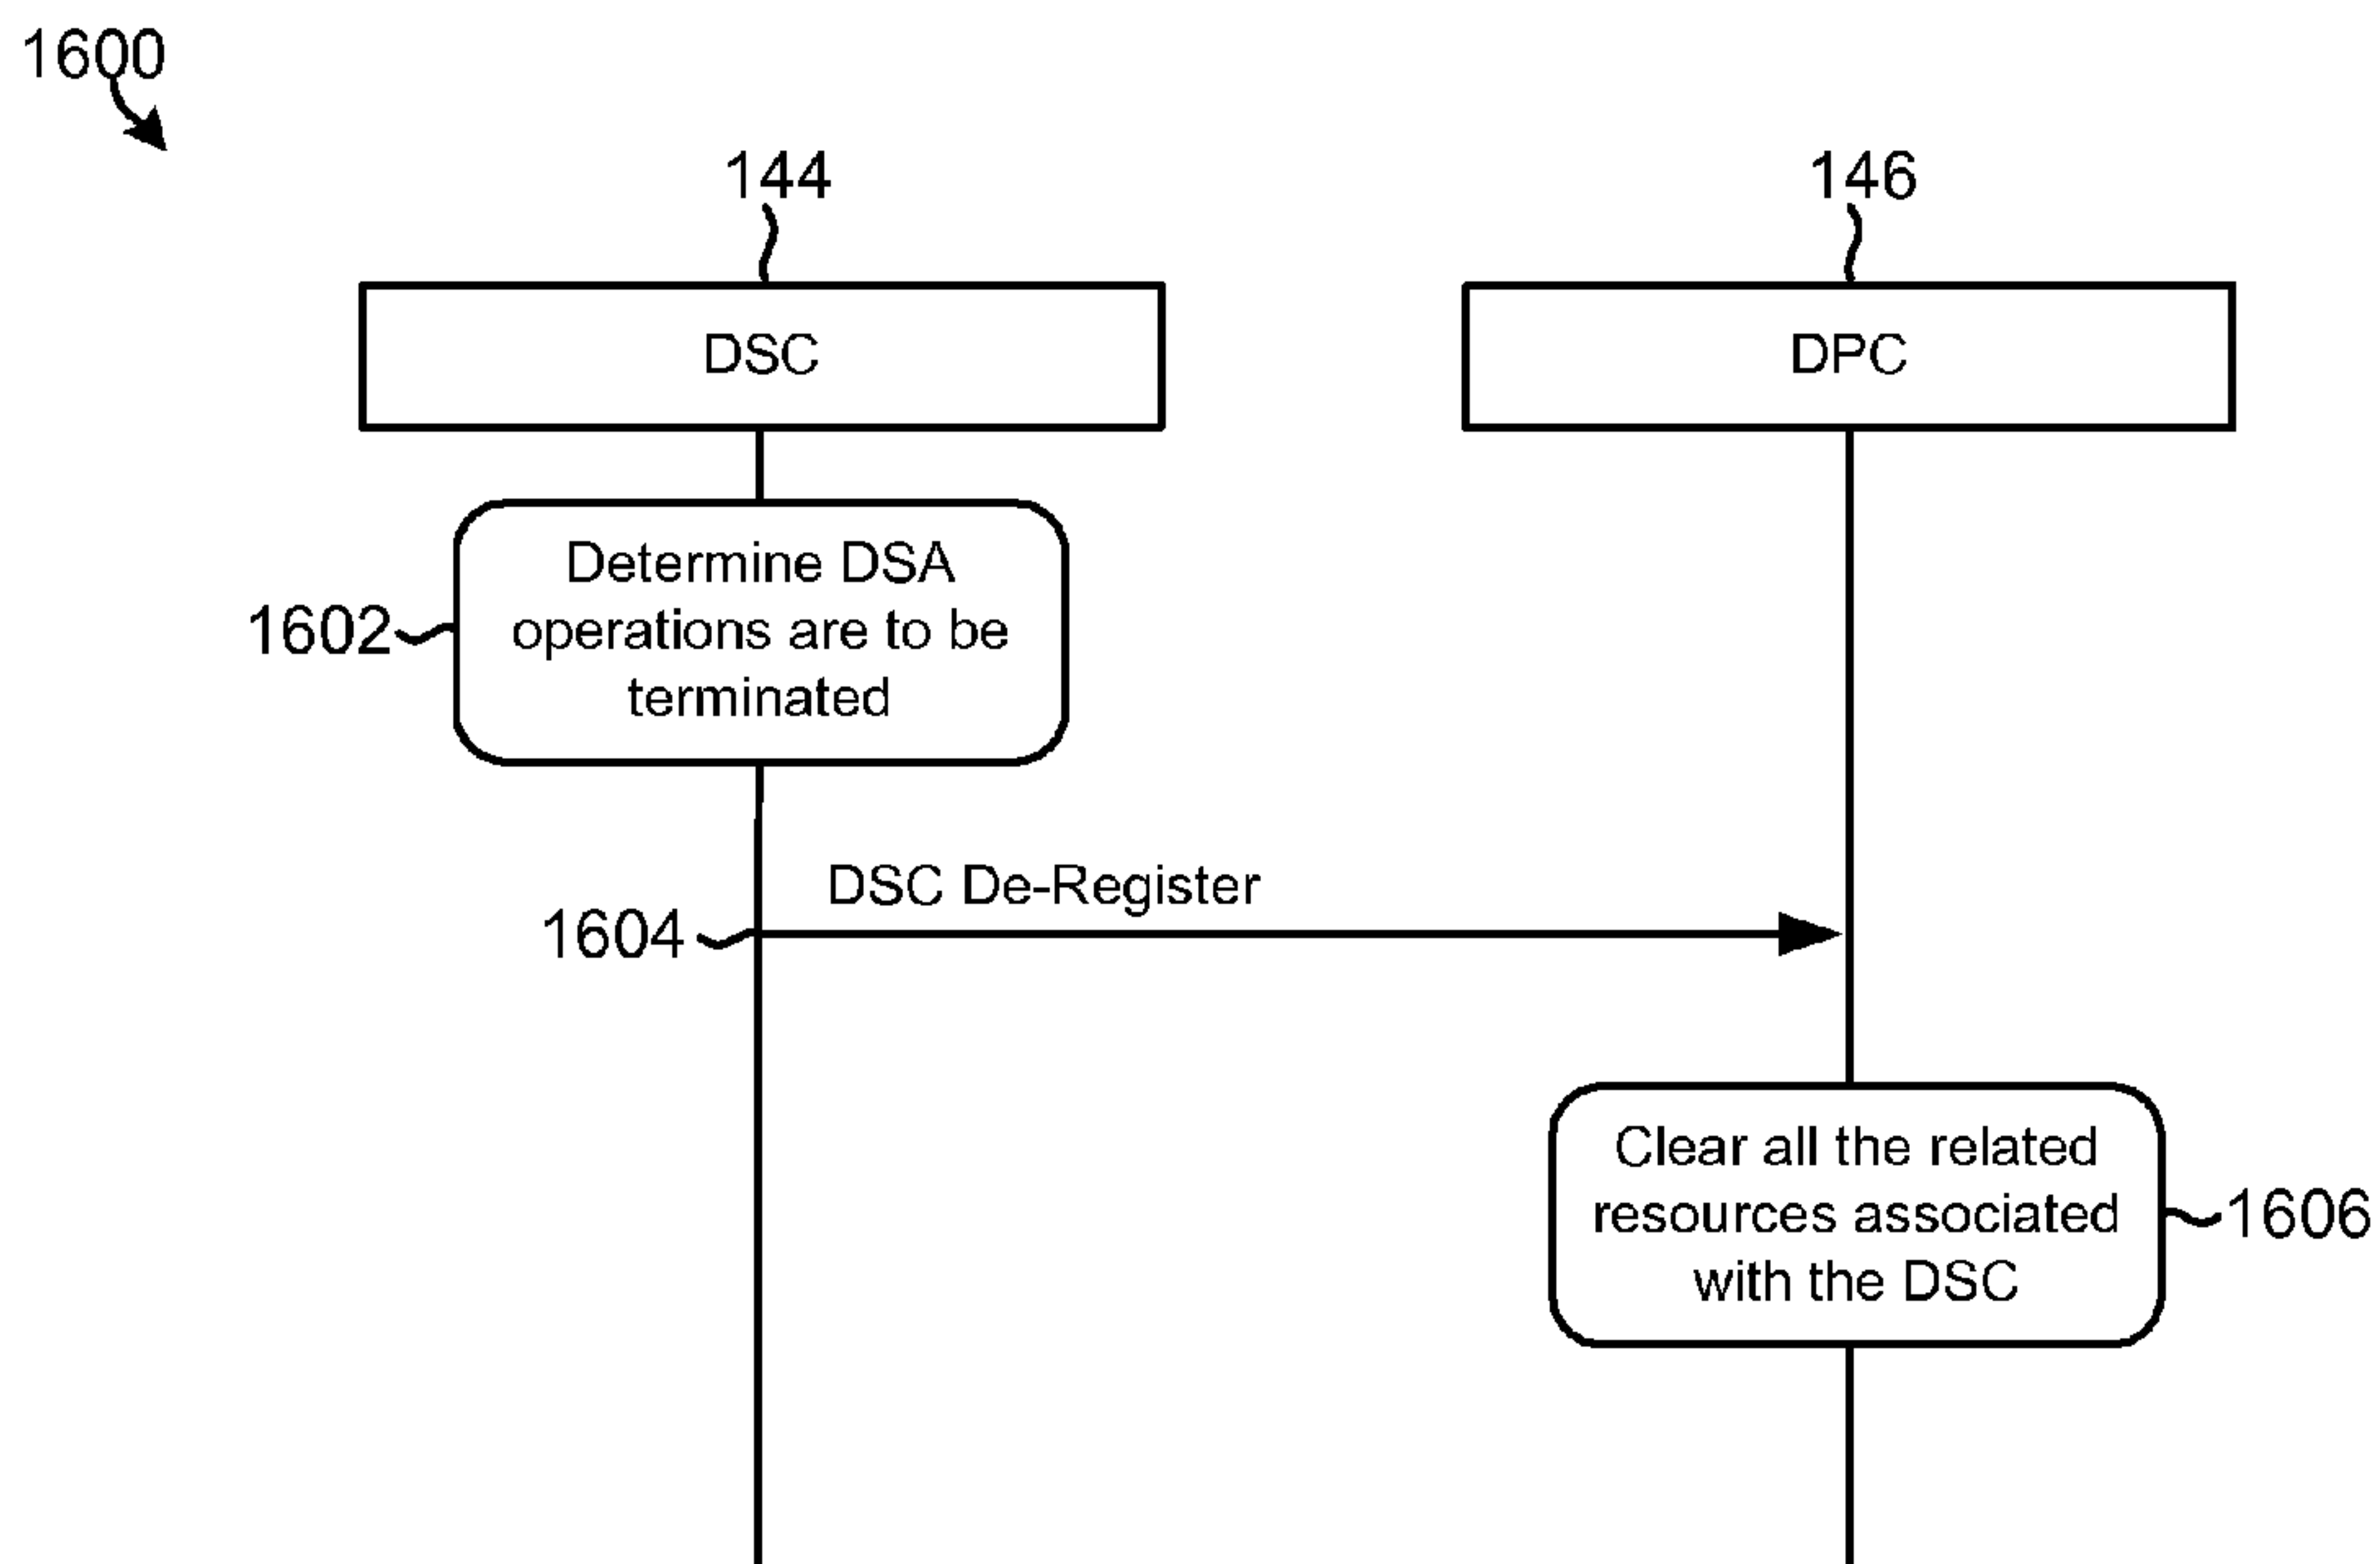 1600
144
146
DSC
DPC
Determine DSA
operations are to be
terminated
1602
DSC De-Register
1604
Clear all the related
resources associated
with the DSC
1606